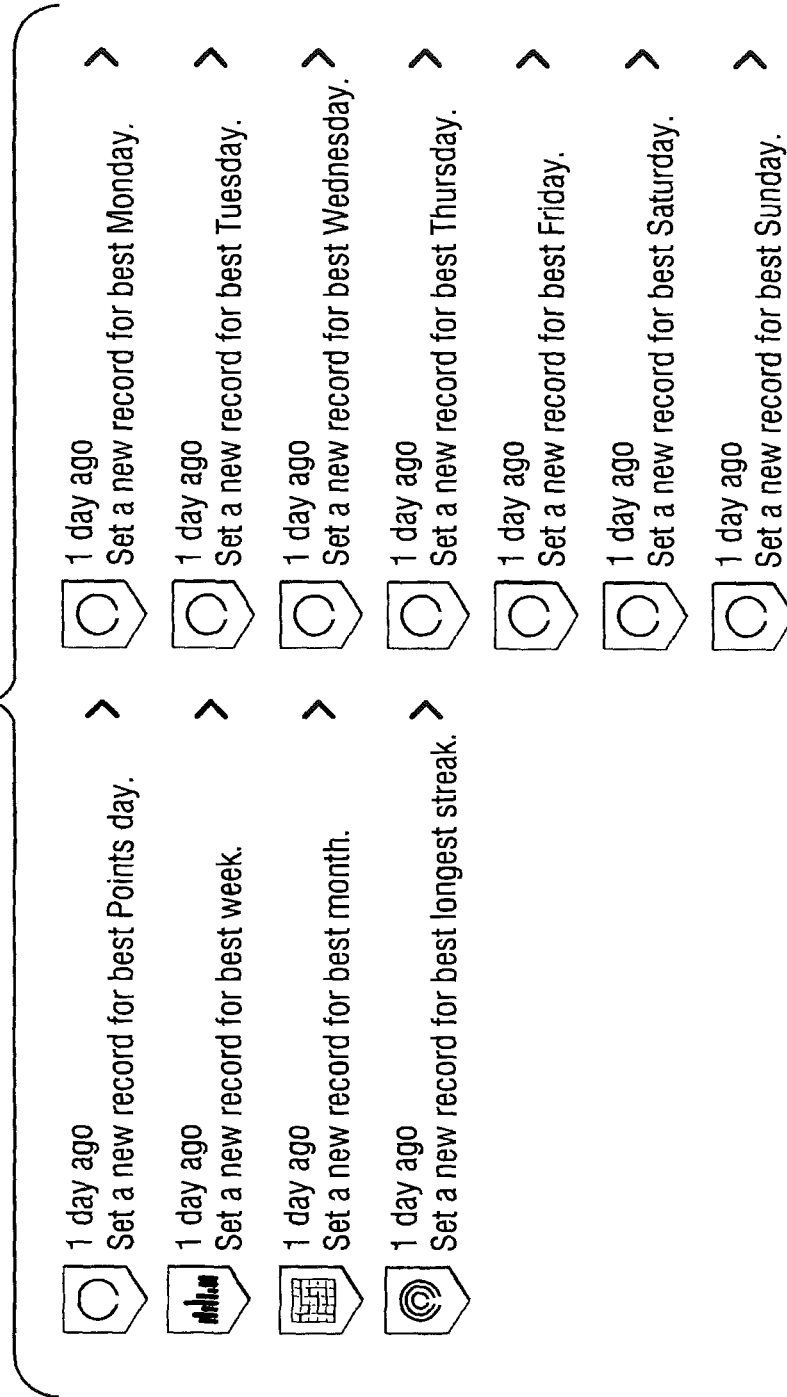 1 day ago
Set a new record for best Points day.
1 day ago
Set a new record for best week.
1 day ago
Set a new record for best month.
1 day ago
Set a new record for best longest streak.
1 day ago
Set a new record for best Monday.
1 day ago
Set a new record for best Tuesday.
1 day ago
Set a new record for best Wednesday.
1 day ago
Set a new record for best Thursday.
1 day ago
Set a new record for best Friday.
1 day ago
Set a new record for best Saturday.
1 day ago
Set a new record for best Sunday.